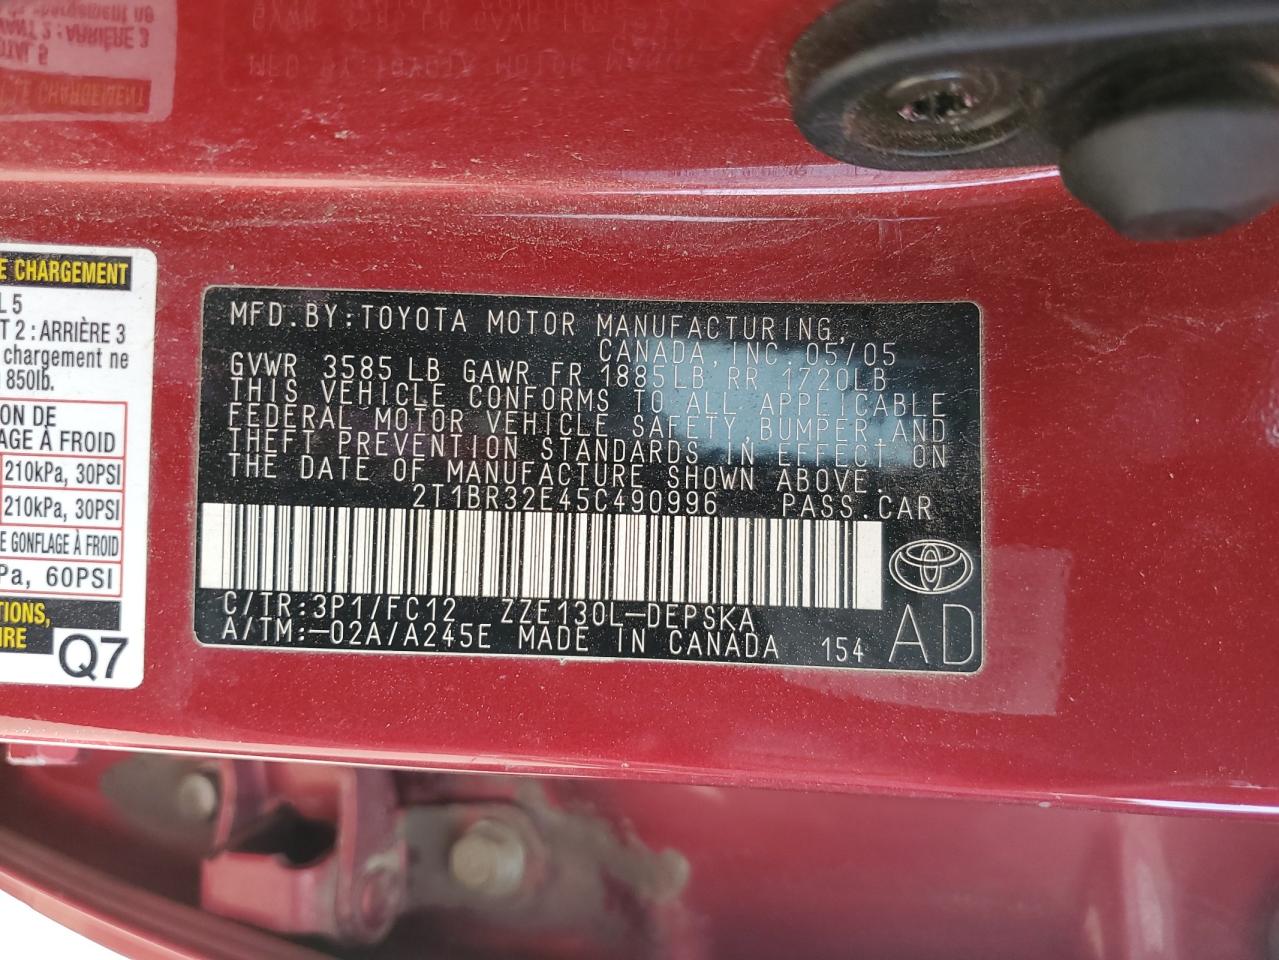 E CHARGEMENT
L 5
T 2 : ARRIÈRE 3
chargement ne
850lb.
ION DE
AGE À FROID
210kPa, 30PSI
210kPa, 30PSI
E GONFLAGE À FROID
Pa, 60PSI
IRE
Q7
MFD.BY:TOYOTA MOTOR MANUFACTURING,
CANADA,INC. 05/05
GVWR 3585 LB GAWR FR 1885LB RR 1720LB
THIS VEHICLE CONFORMS TO ALL APPLICABLE
FEDERAL MOTOR VEHICLE SAFETY,BUMPER,AND
THEFT PREVENTION STANDARDS IN EFFECT ON
THE DATE OF MANUFACTURE SHOWN ABOVE.
2T1BR32E45C490996 PASS.CAR
C/TR:3P1/FC12 ZZE130L-DEPSKA
A/TM:-02A/A245E MADE IN CANADA 154
AD